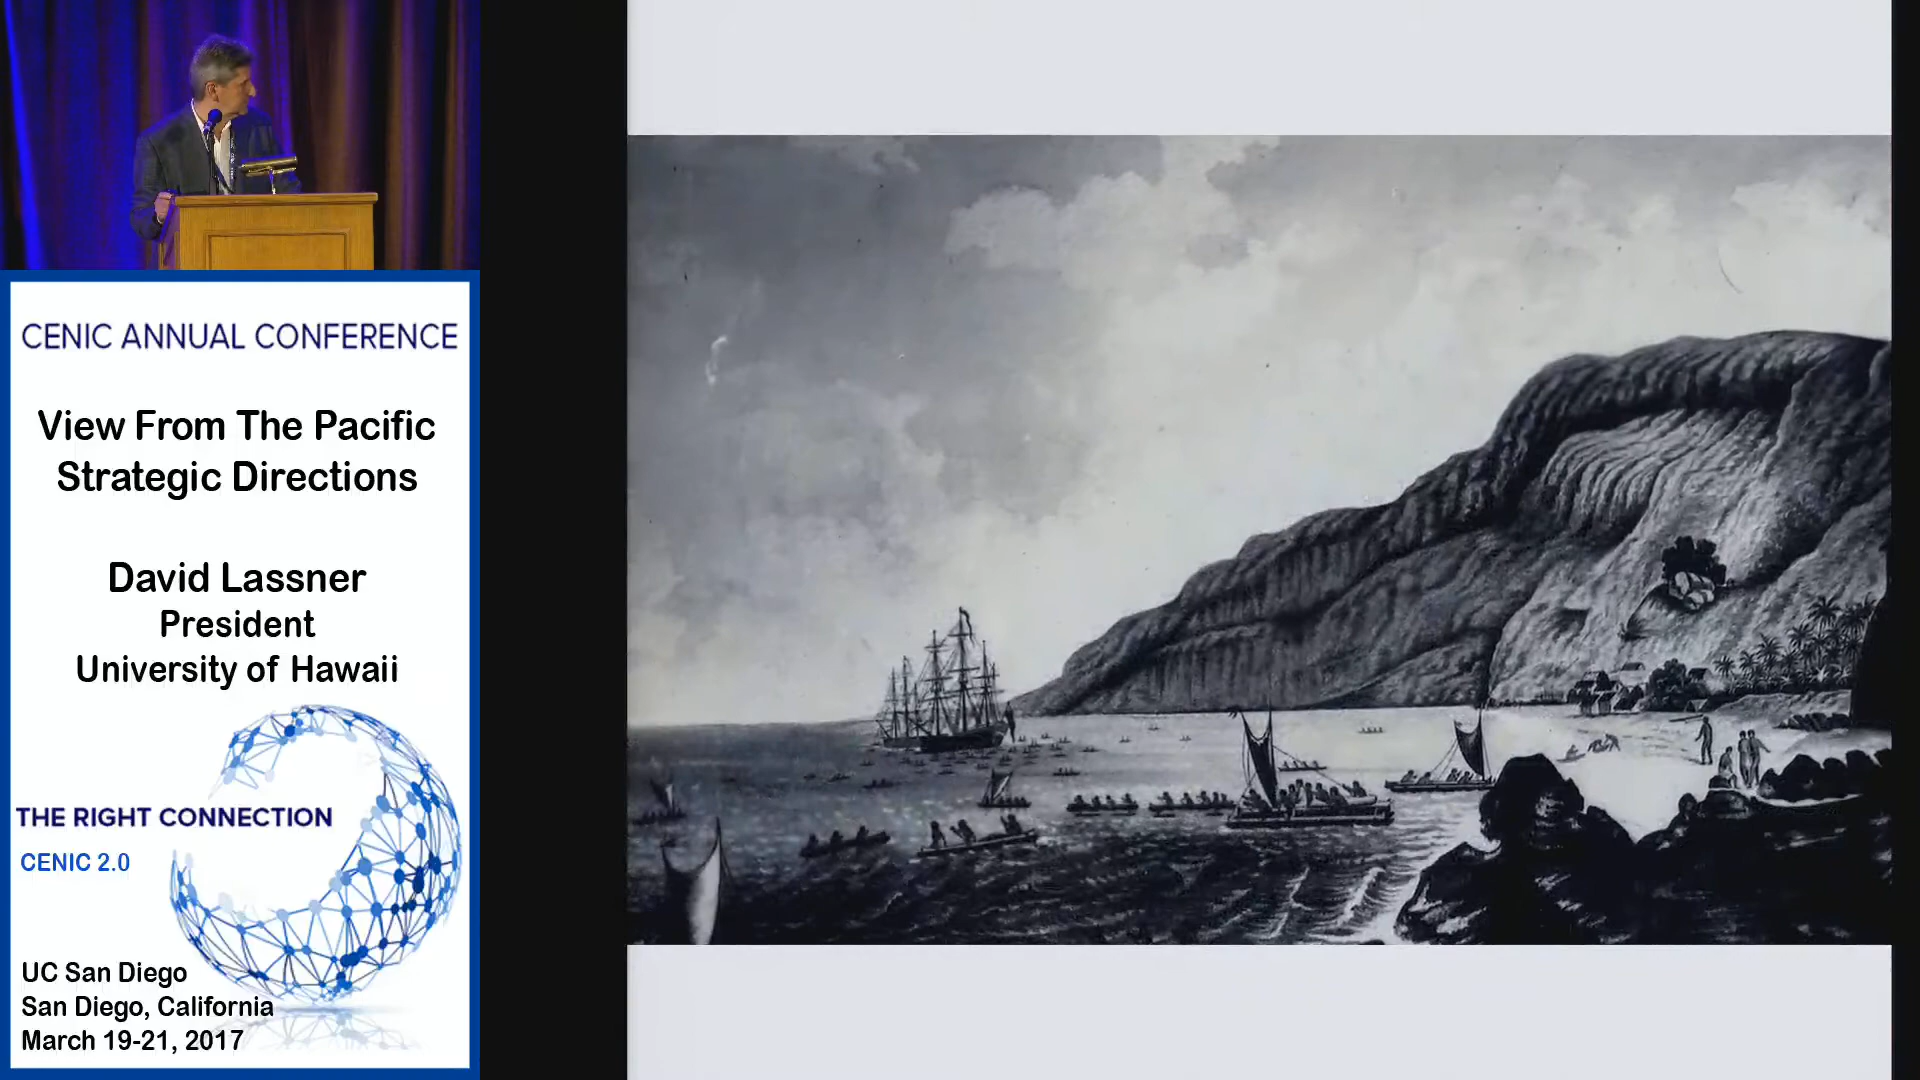 CENIC ANNUAL CONFERENCE
View From The Pacific
Strategic Directions
David Lassner
President
University of Hawaii
THE RIGHT CONNECTION
CENIC 2.0
UC San Diego
San Diego, California
March 19-21, 2017